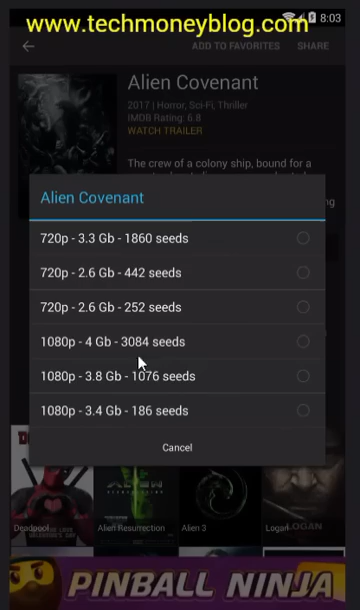 www.techmoneyblog.com
8:03
ADD TO FAVORITES SHARE
Alien Covenant
2017 | Horror, Sci-Fi, Thriller
IMDB Rating: 6.8
WATCH TRAILER
The crew of a colony ship, bound for a
Alien Covenant
720p - 3.3 Gb - 1860 seeds
720p - 2.6 Gb - 442 seeds
720p - 2.6 Gb - 252 seeds
1080p - 4 Gb - 3084 seeds
1080p - 3.8 Gb - 1076 seeds
1080p - 3.4 Gb - 186 seeds
Cancel
Deadpool
Alien Resurrection
Alien 3
Logan
LOGAN
PINBALL NINJA